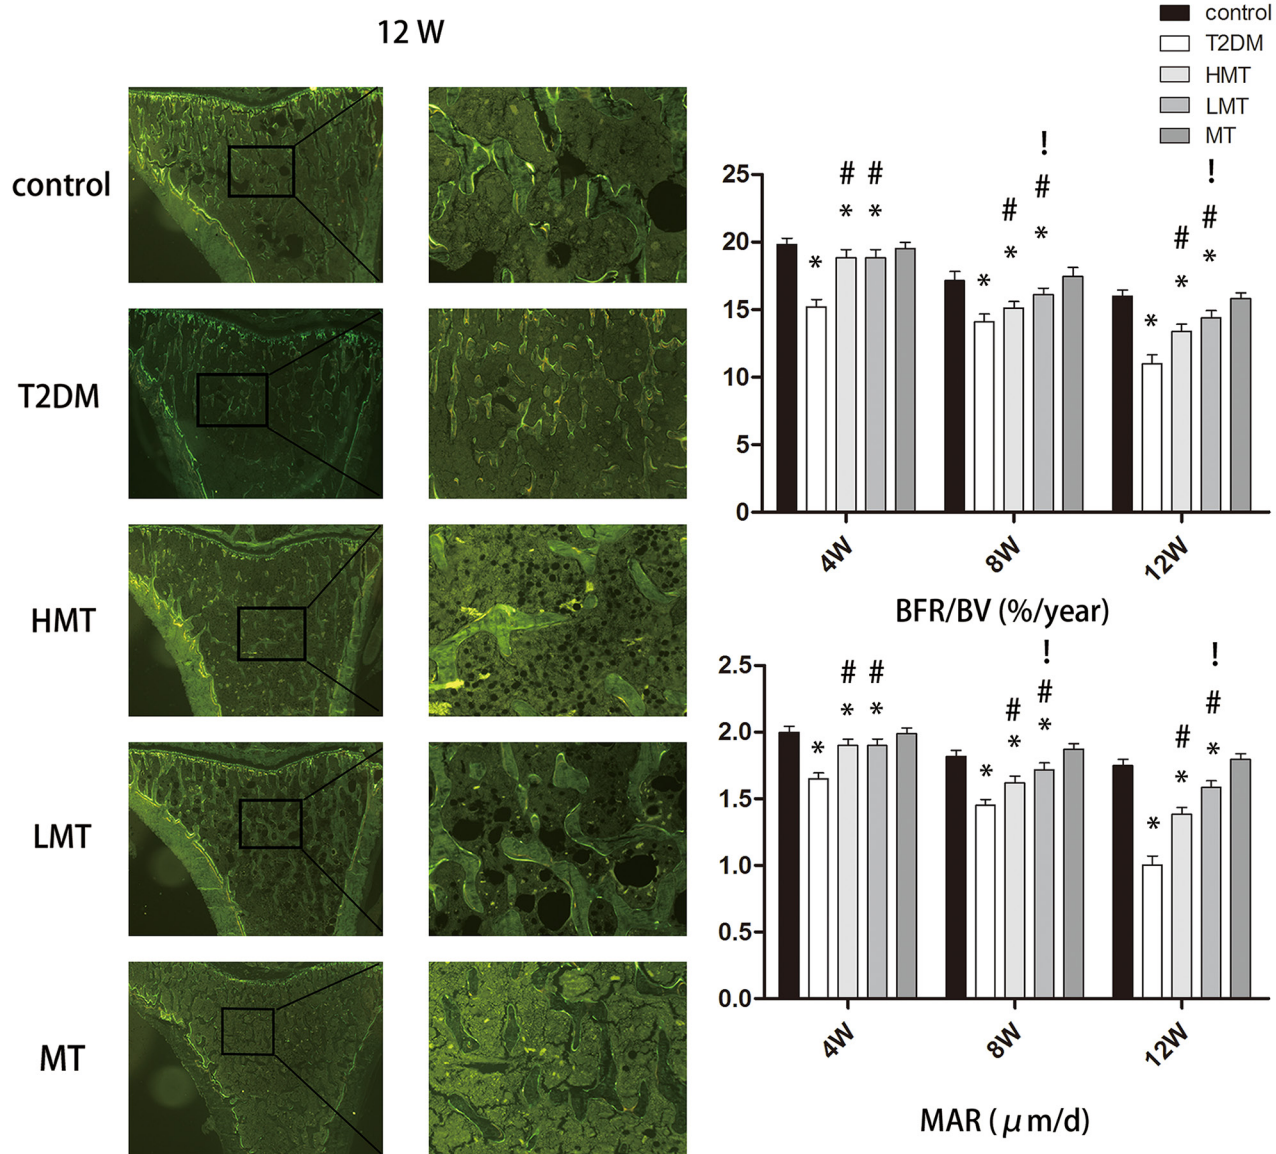 12 W
control
T2DM
HMT
LMT
MT
control
T2DM
HMT
LMT
MT
25
20
15
10
5
0
*
# #
* *
#
*
!
#
*
*
*
#
*
!
#
*
4W
8W
12W
BFR/BV (%/year)
2.5
2.0
1.5
1.0
0.5
0.0
*
# #
* *
*
#
*
!
#
*
*
#
*
!
#
*
4W
8W
12W
MAR (μm/d)